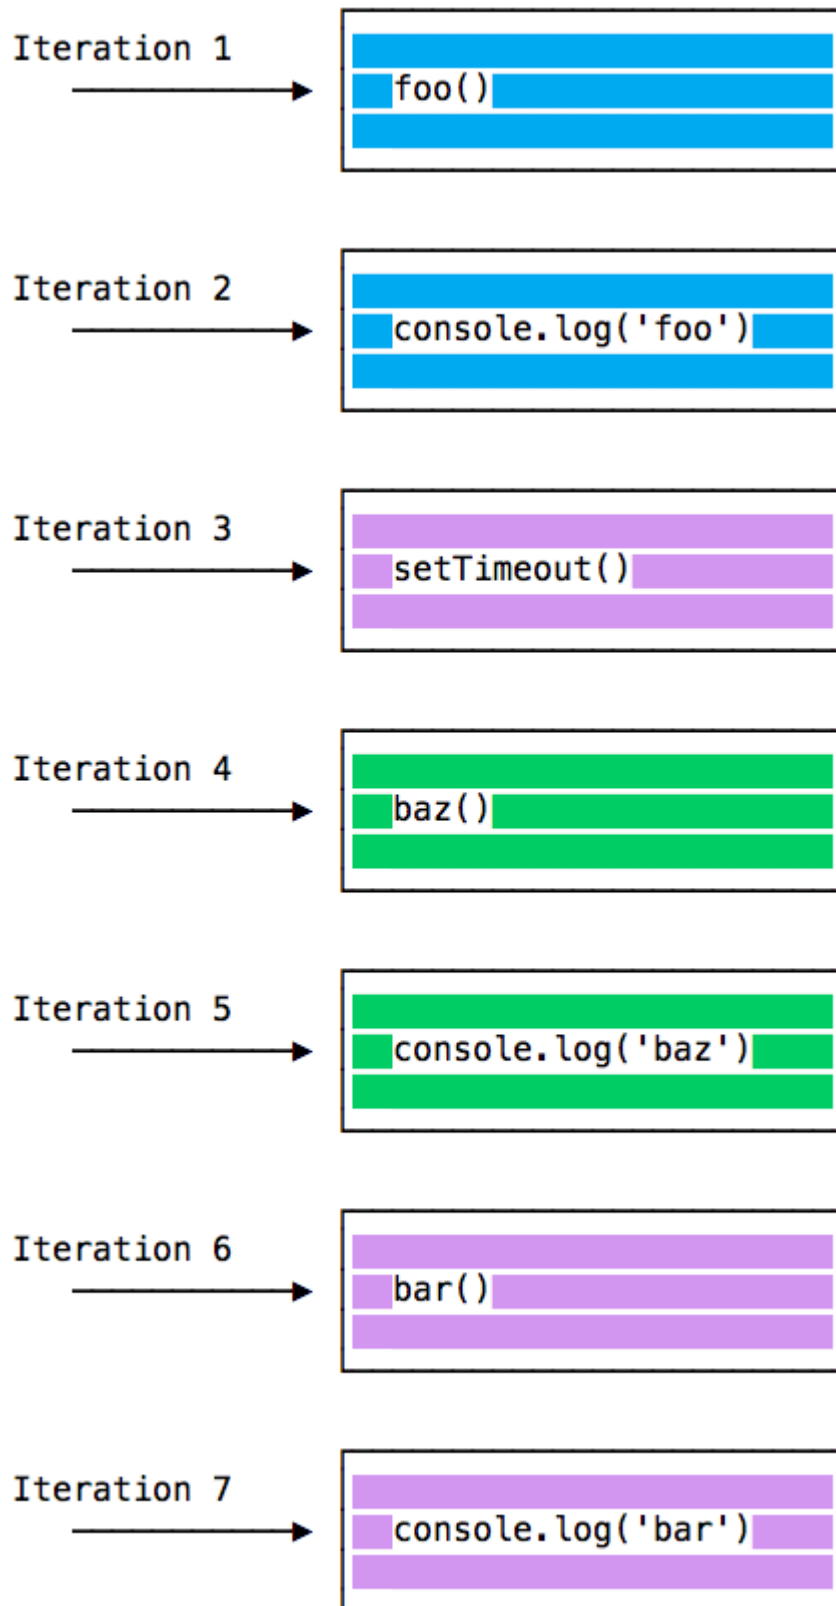 Iteration 1
foo()
Iteration 2
console.log('foo')
Iteration 3
setTimeout()
Iteration 4
baz()
Iteration 5
console.log('baz')
Iteration 6
bar()
Iteration 7
console.log('bar')